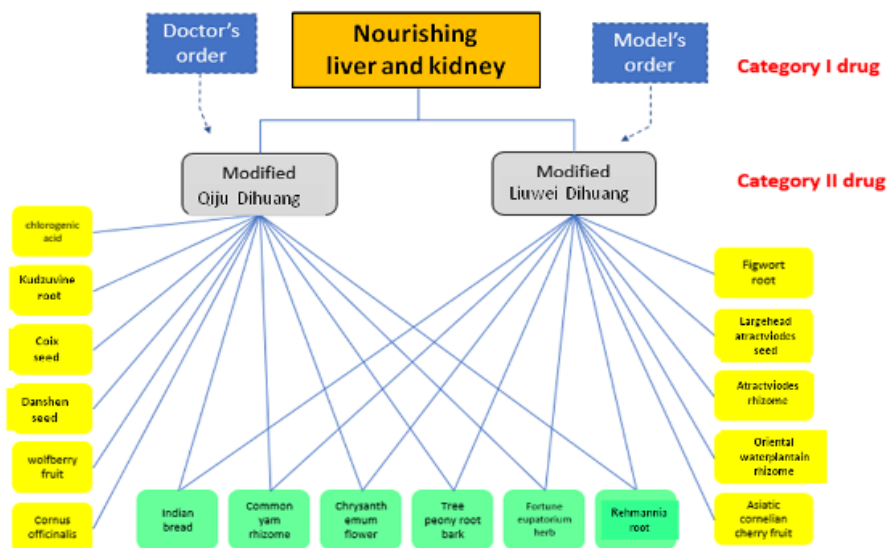 Doctor's
order
Nourishing
liver and kidney
Model's
order
Category I drug
Modified
Qiju Dihuang
Modified
Liuwei Dihuang
Category II drug
chlorogenic
acid
Kudzuvine
root
Coix
seed
Danshen
seed
wolfberry
fruit
Cornus
officinalis
Figwort
root
Largehead
atractviodes
seed
Atractviodes
rhizome
Oriental
waterplantain
rhizome
Asiatic
cornelian
cherry fruit
Indian
bread
Common
yam
rhizome
Chrysanth
emum
flower
Tree
peony root
bark
Fortune
eupatorium
herb
Rehmannia
root